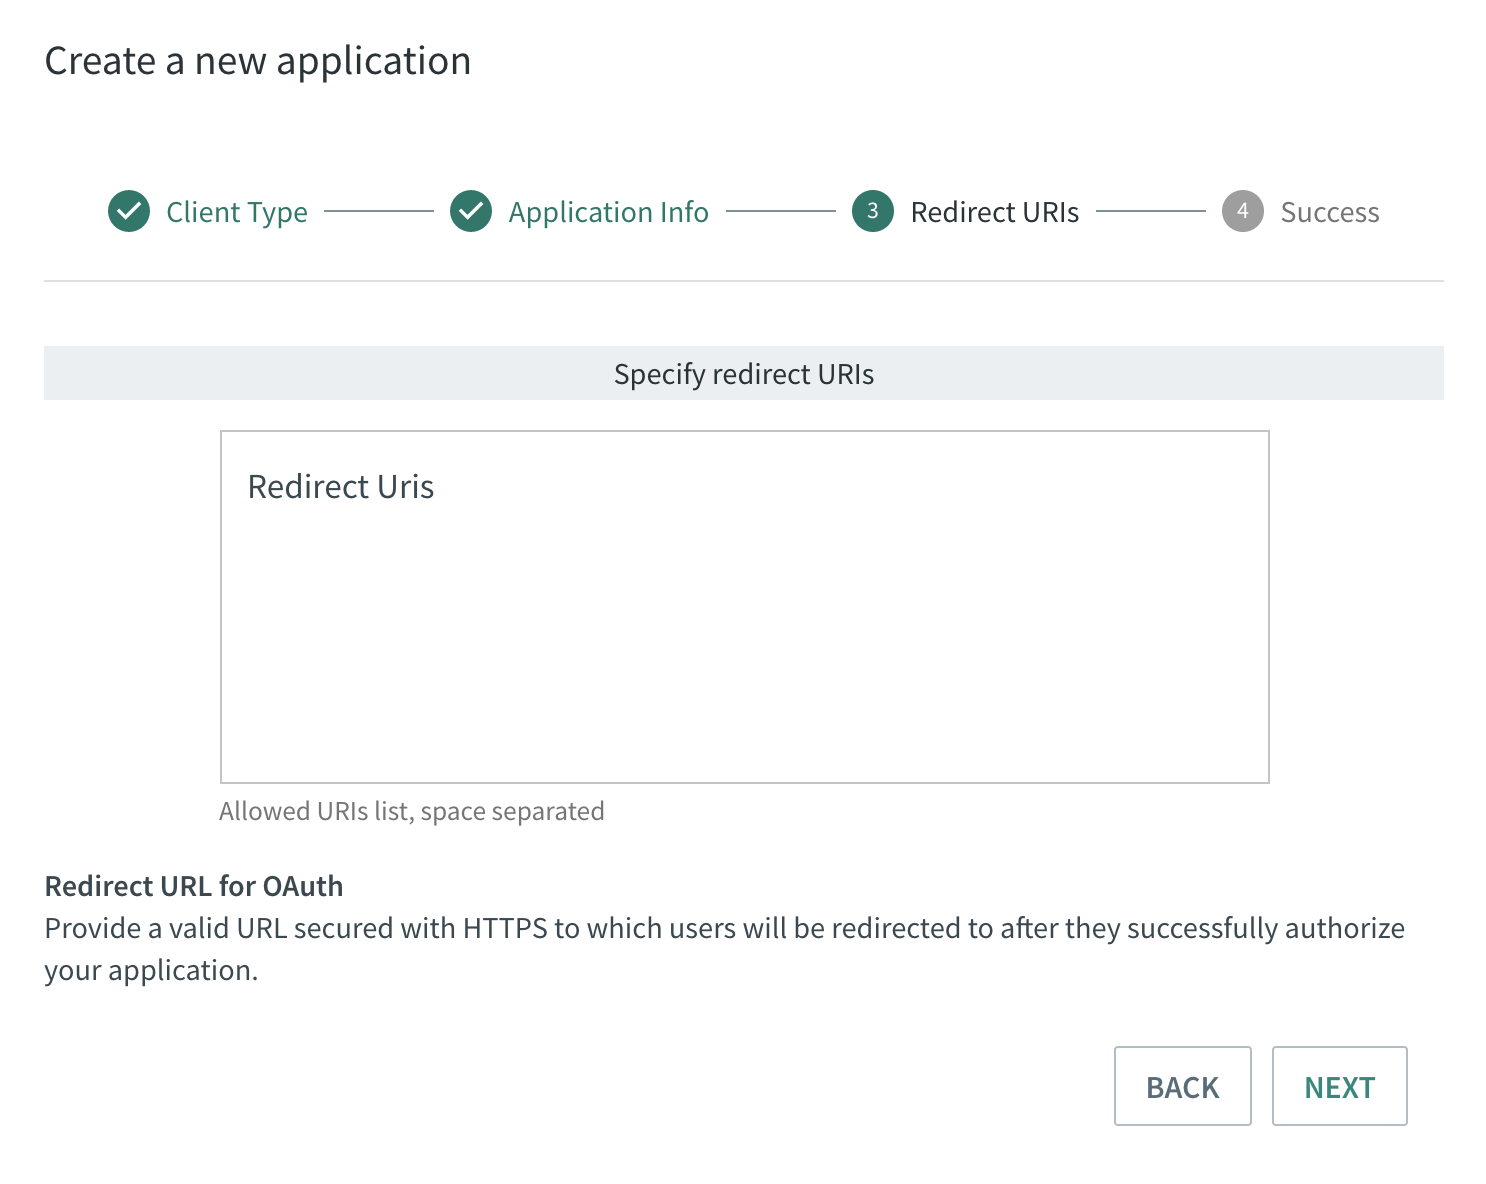 Create a new application
Client Type
Application Info
3 Redirect URIs
4 Success
Specify redirect URIs
Redirect Uris
Allowed URIs list, space separated
Redirect URL for OAuth
Provide a valid URL secured with HTTPS to which users will be redirected to after they successfully authorize
your application.
BACK
NEXT